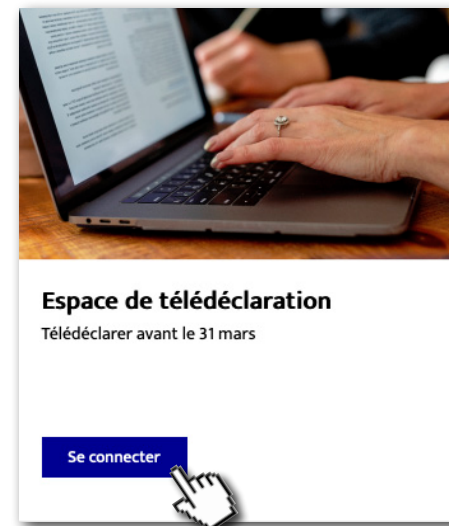 Espace de télédéclaration
Télédéclarer avant le 31 mars
Se connecter